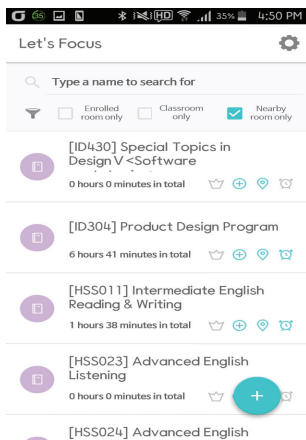 35% 4:50 PM
Let's Focus
Type a name to search for
Enrolled room only
Classroom only
Nearby room only
[ID430] Special Topics in
Design V <Software
0 hours 0 minutes in total
[ID304] Product Design Program
6 hours 41 minutes in total
[HSS011] Intermediate English
Reading & Writing
1 hours 38 minutes in total
[HSS023] Advanced English
Listening
0 hours 0 minutes in total
+
[HSS024] Advanced English